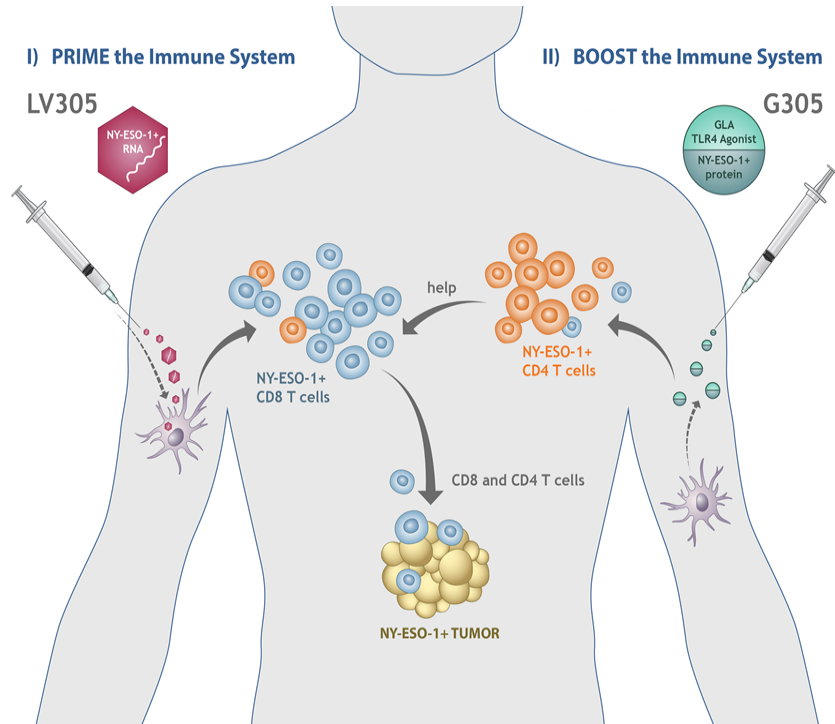 I) PRIME the Immune System
LV305
NY-ESO-1+
RNA
II) BOOST the Immune System
G305
GLA
TLR4 Agonist
NY-ESO-1+
protein
help
NY-ESO-1+
CD8 T cells
NY-ESO-1+
CD4 T cells
CD8 and CD4 T cells
NY-ESO-1+ TUMOR